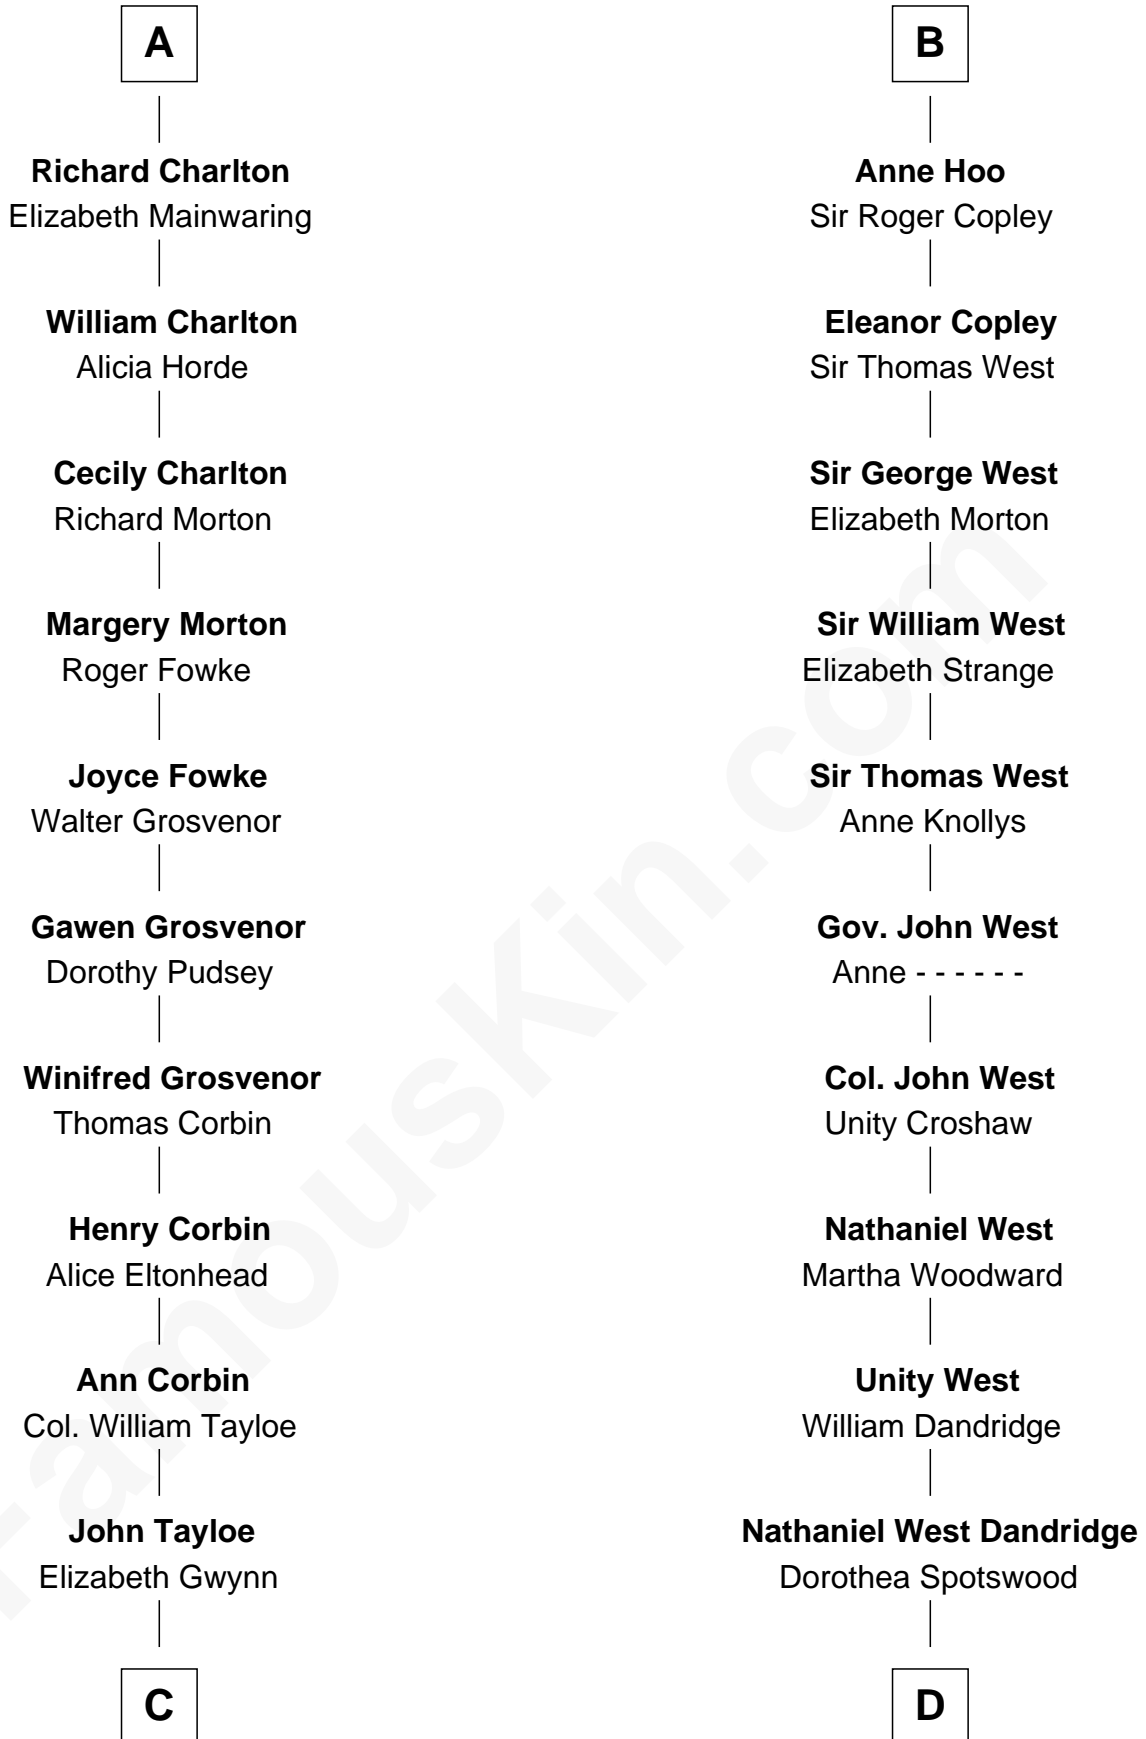 A
Richard Charlton
Elizabeth Mainwaring
William Charlton
Alicia Horde
Cecily Charlton
Richard Morton
Margery Morton
Roger Fowke
Joyce Fowke
Walter Grosvenor
Gawen Grosvenor
Dorothy Pudsey
Winifred Grosvenor
Thomas Corbin
Henry Corbin
Alice Eltonhead
Ann Corbin
Col. William Tayloe
John Tayloe
Elizabeth Gwynn
C
B
Anne Hoo
Sir Roger Copley
Eleanor Copley
Sir Thomas West
Sir George West
Elizabeth Morton
Sir William West
Elizabeth Strange
Sir Thomas West
Anne Knollys
Gov. John West
Anne - - - - - -
Col. John West
Unity Croshaw
Nathaniel West
Martha Woodward
Unity West
William Dandridge
Nathaniel West Dandridge
Dorothea Spotswood
D
FamousKin.com